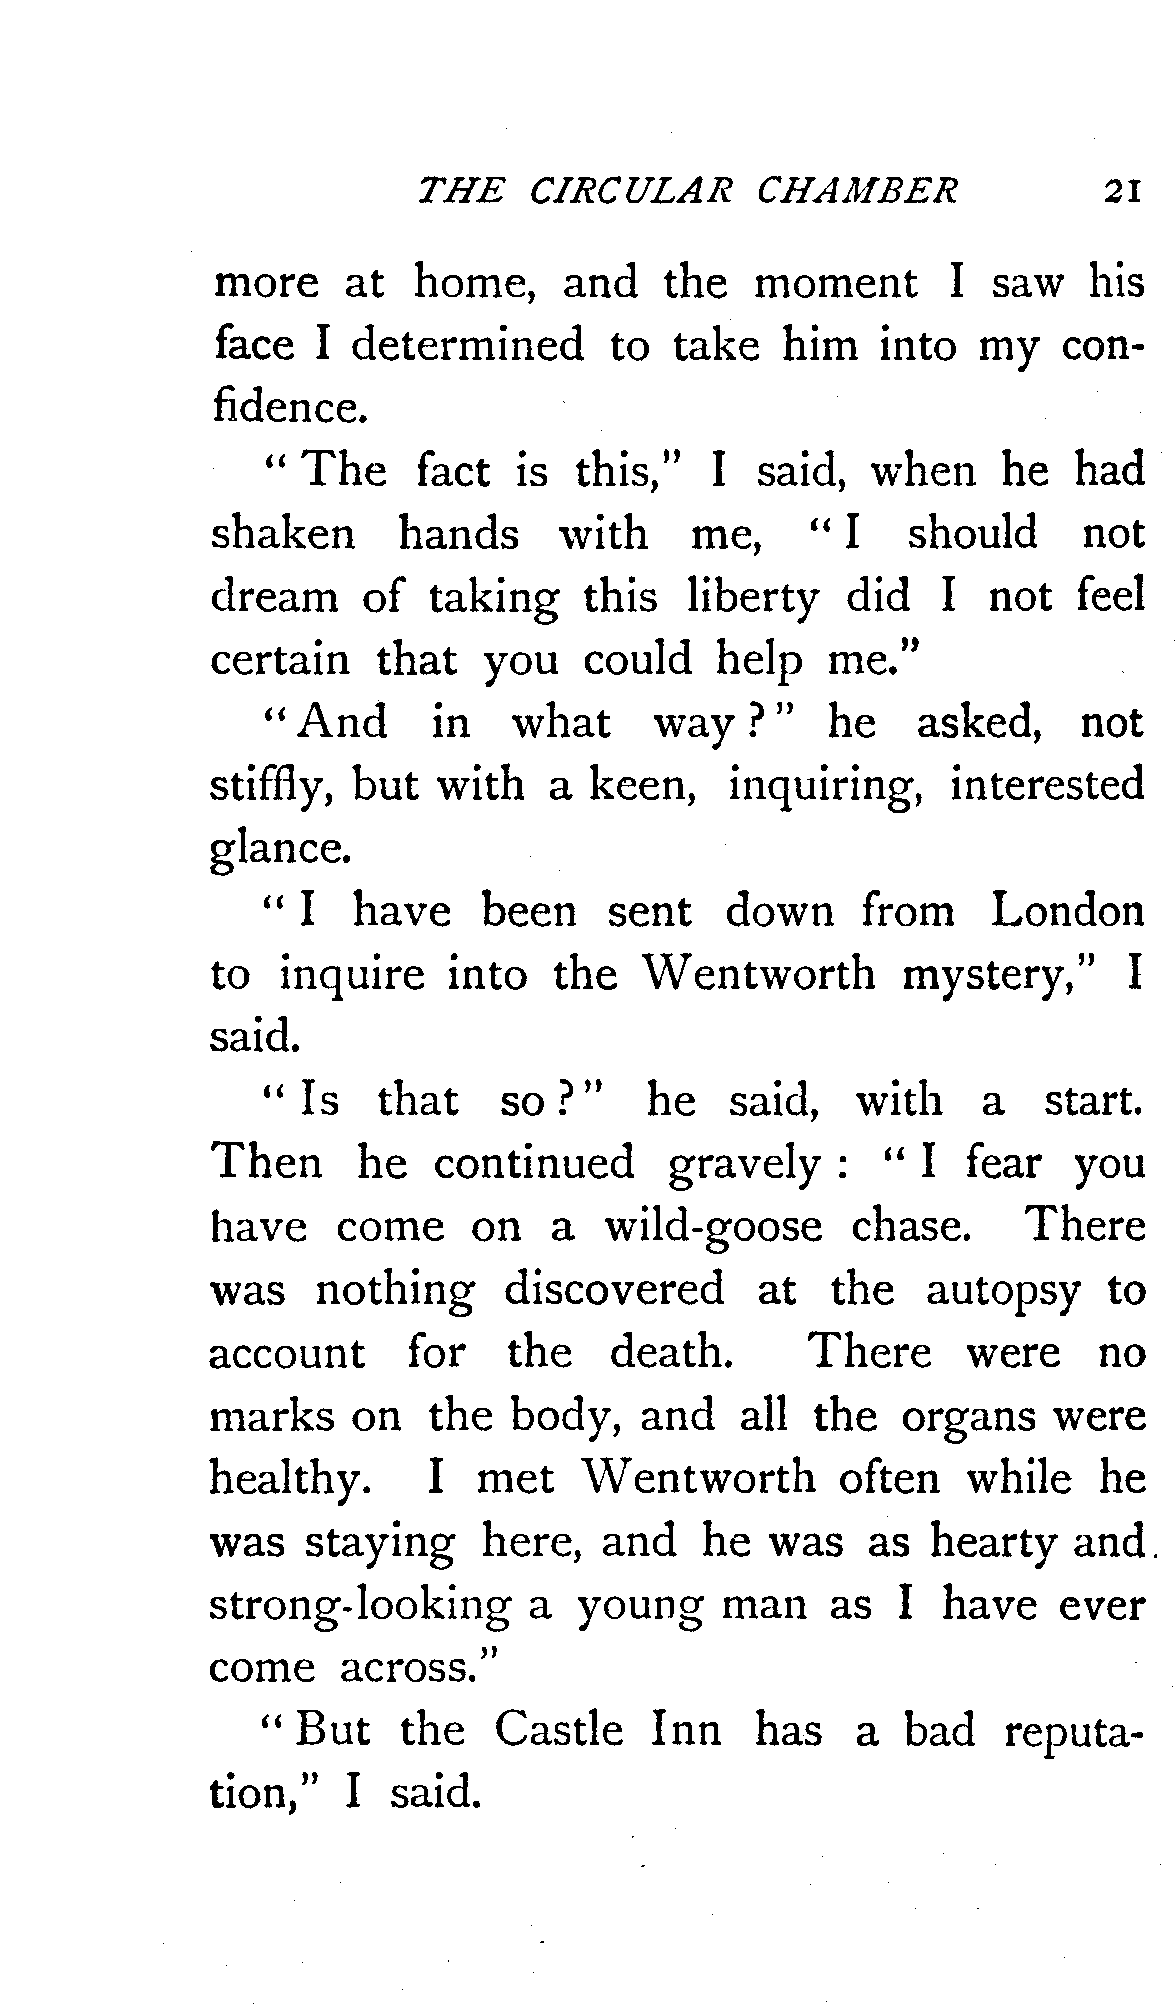 THE CIRCULAR CHAMBER 21
more at home, and the moment I saw his
face I determined to take him into my con-
fidence.
" The fact is this," I said, when he had
shaken hands with me, " I should not
dream of taking this liberty did I not feel
certain that you could help me."
" And in what way ? " he asked, not
stiffly, but with a keen, inquiring, interested
glance.
" I have been sent down from London
to inquire into the Wentworth mystery," I
said.
" Is that so ? " he said, with a start.
Then he continued gravely : " I fear you
have come on a wild-goose chase. There
was nothing discovered at the autopsy to
account for the death. There were no
marks on the body, and all the organs were
healthy. I met Wentworth often while he
was staying here, and he was as hearty and
strong-looking a young man as I have ever
come across."
" But the Castle Inn has a bad reputa-
tion," I said.